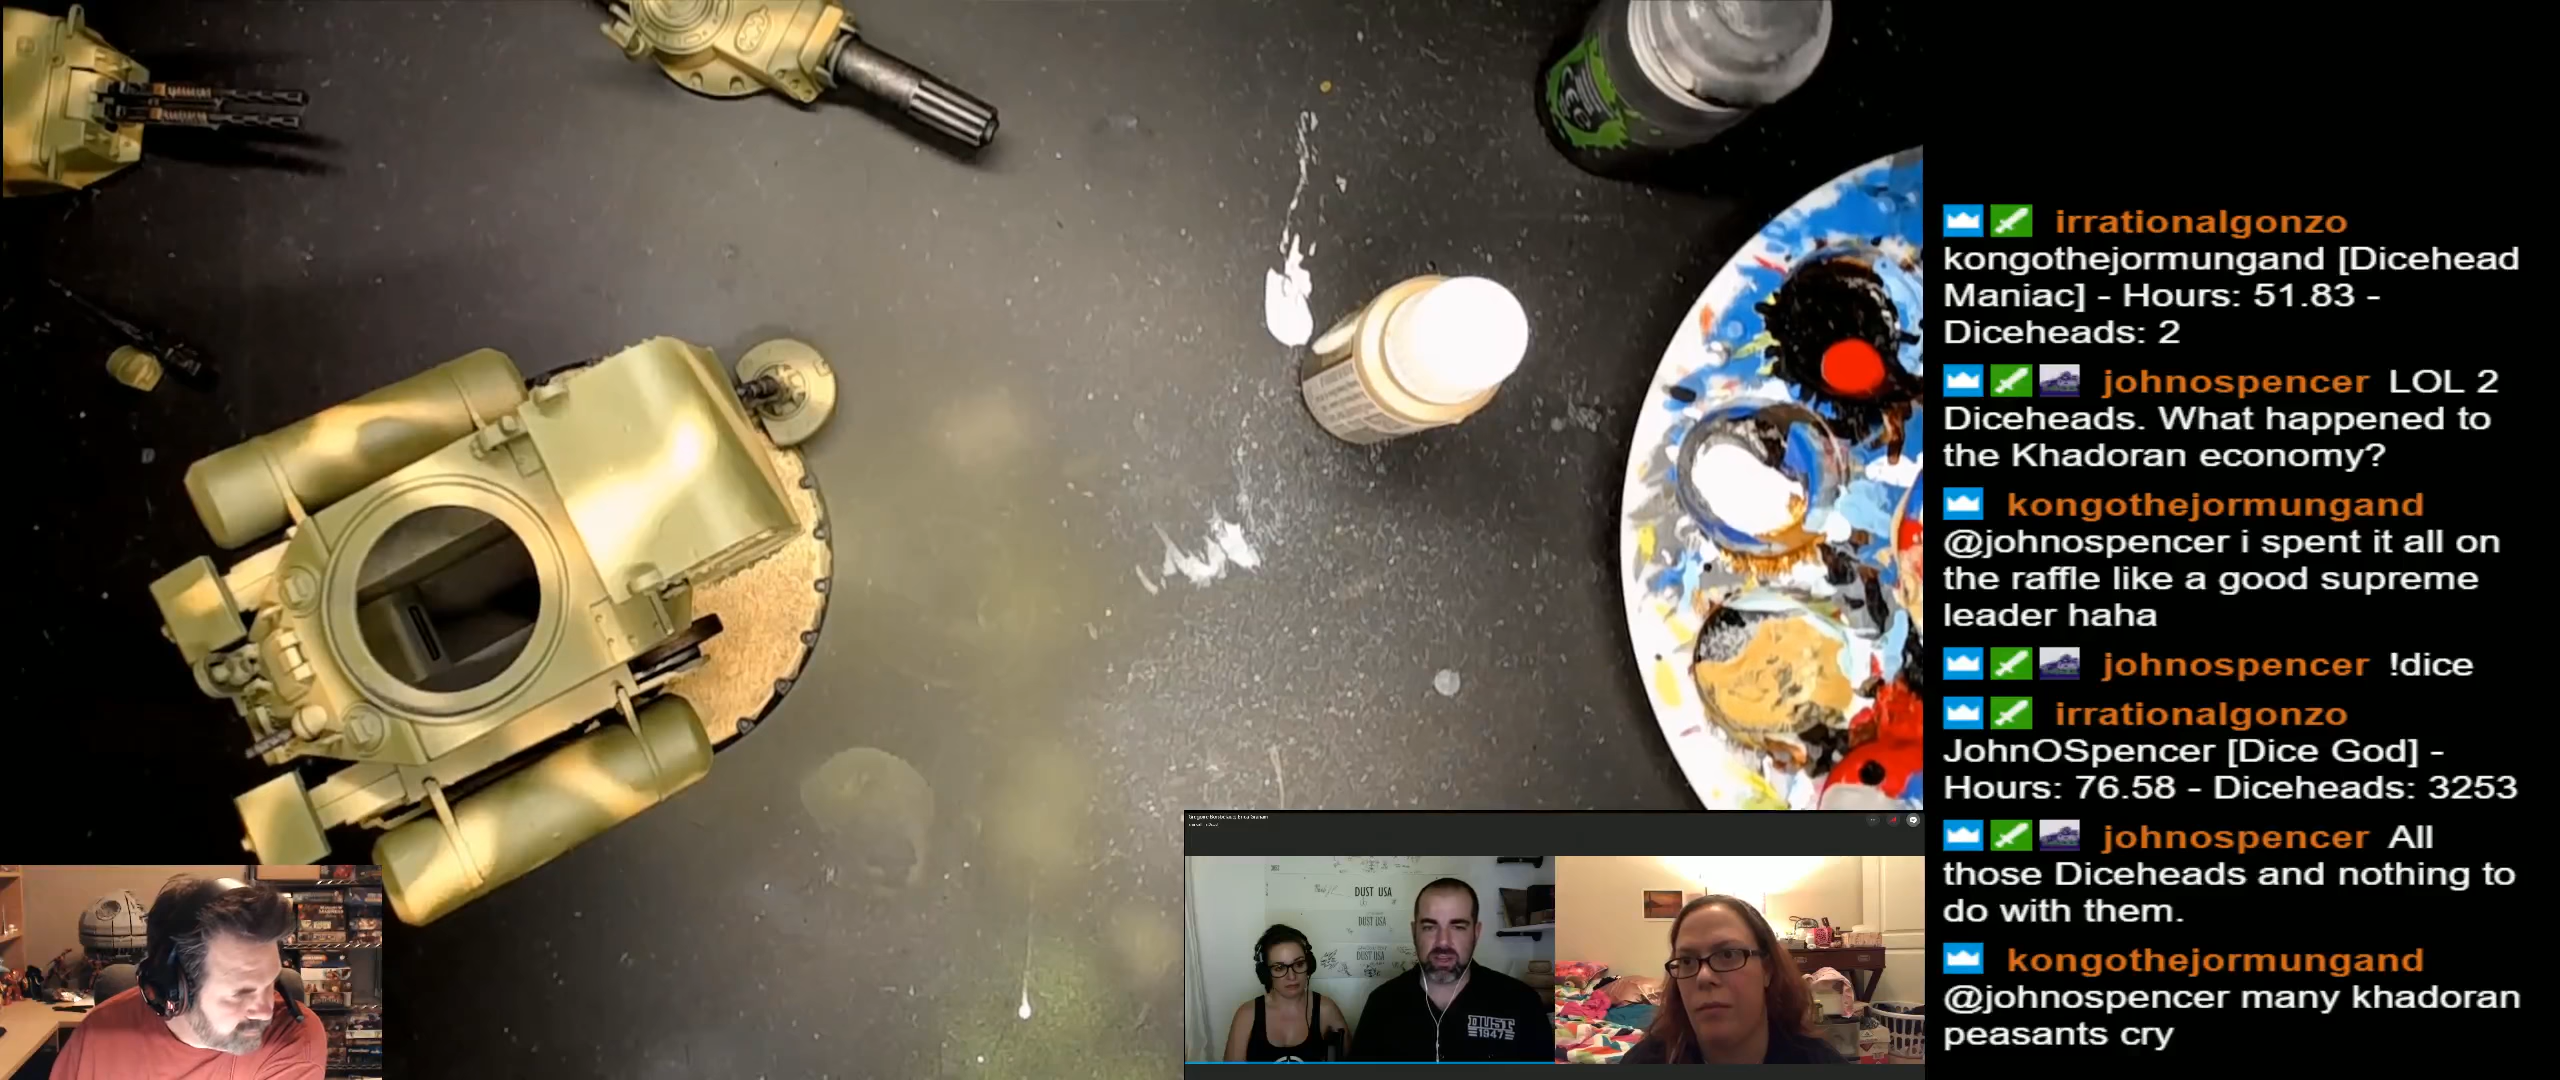 irrationalgonzo
kongothejormungand [Dicehead
Maniac] - Hours: 51.83 -
Diceheads: 2
johnospencer LOL 2
Diceheads. What happened to
the Khadoran economy?
kongothejormungand
@johnospencer i spent it all on
the raffle like a good supreme
leader haha
johnospencer !dice
irrationalgonzo
JohnOSpencer [Dice God] -
Hours: 76.58 - Diceheads: 3253
johnospencer All
those Diceheads and nothing to
do with them.
kongothejormungand
@johnospencer many khadoran
peasants cry
DUST USA
DUST USA
DUST USA
DUST
1947